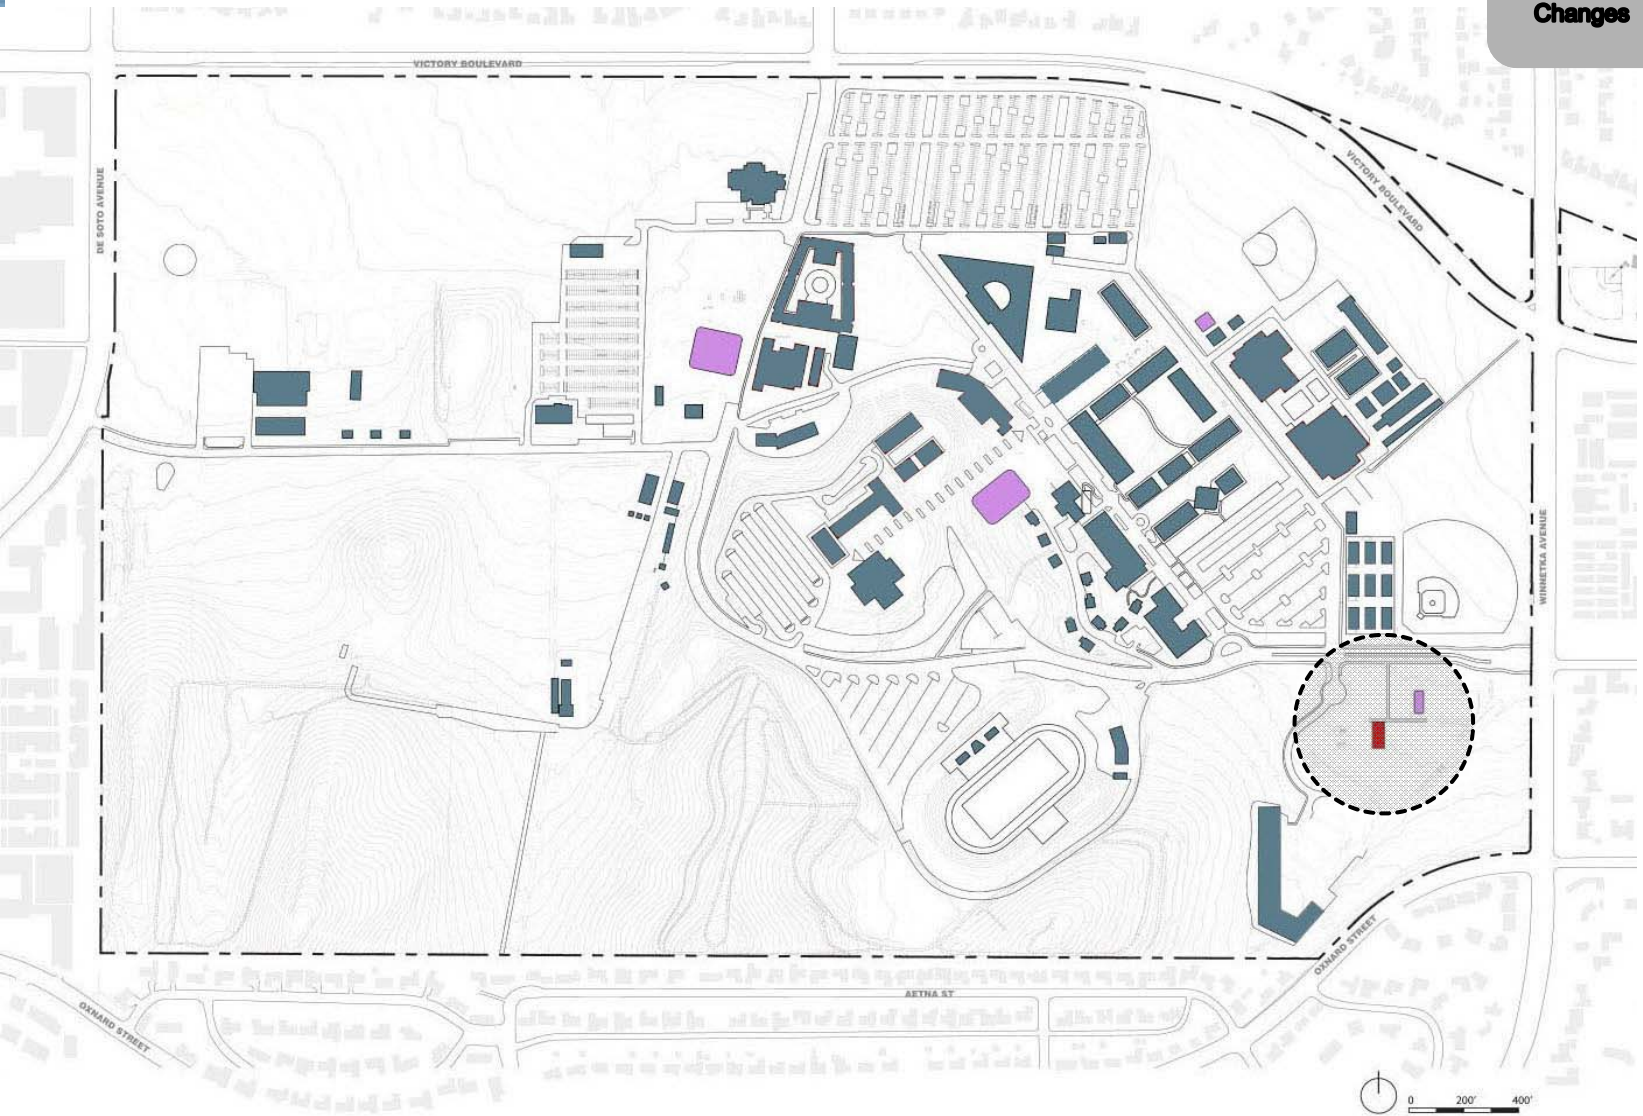 Changes
VICTORY BOULEVARD
VICTORY BOULEVARD
DE SOTO AVENUE
WINNETKA AVENUE
OXNARD STREET
AETNA ST
OXNARD STREET
0 200' 400'